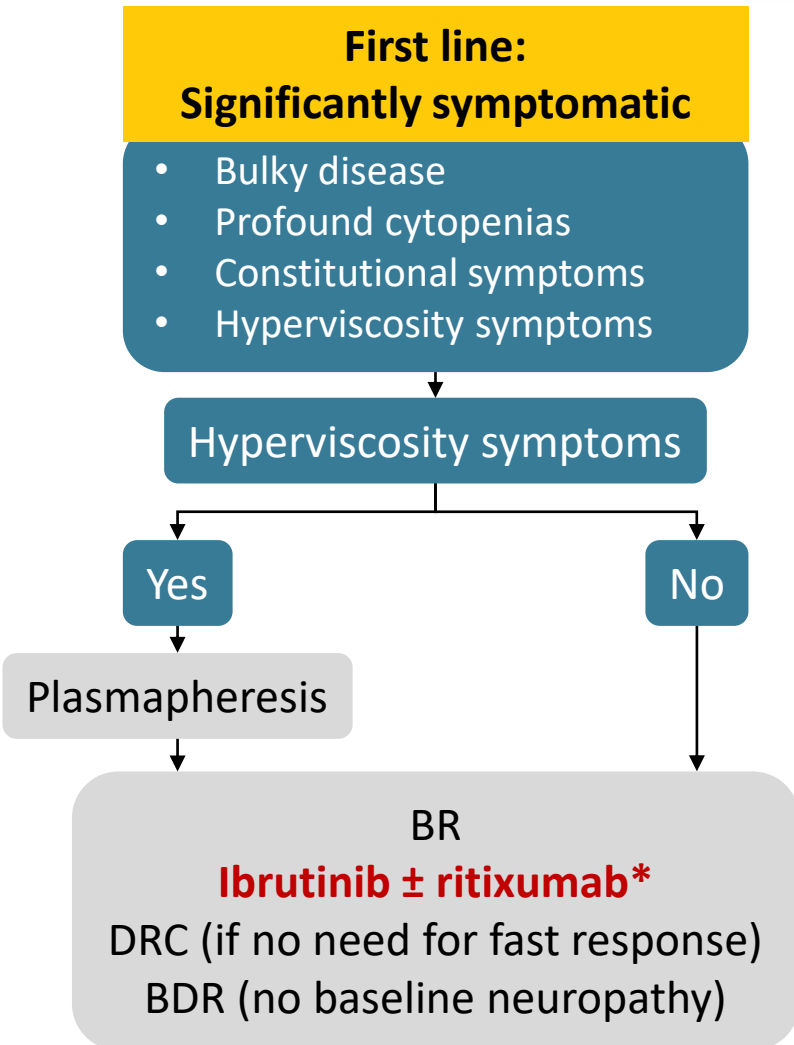 First line:
Significantly symptomatic
• Bulky disease
• Profound cytopenias
• Constitutional symptoms
• Hyperviscosity symptoms
Hyperviscosity symptoms
Yes
No
Plasmapheresis
BR
Ibrutinib ± ritixumab*
DRC (if no need for fast response)
BDR (no baseline neuropathy)